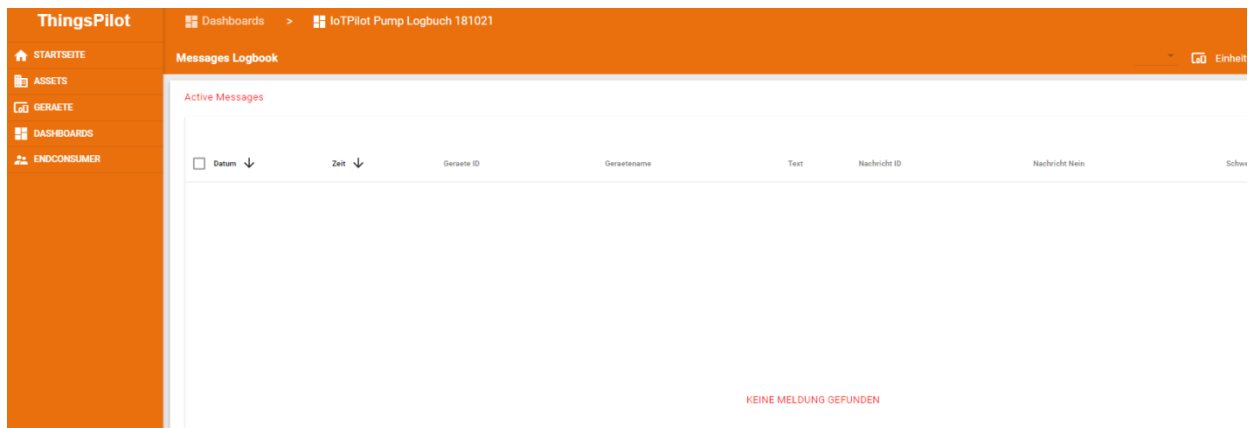 ThingsPilot
Dashboards > IoTPilot Pump Logbuch 181021
STARTSEITE
ASSETS
GERAETE
DASHBOARDS
ENDCONSUMER
Messages Logbook
Einheit
Active Messages
Datum Zeit Geraete ID Geraetename Text Nachricht ID Nachricht Nein Schwe
KEINE MELDUNG GEFUNDEN